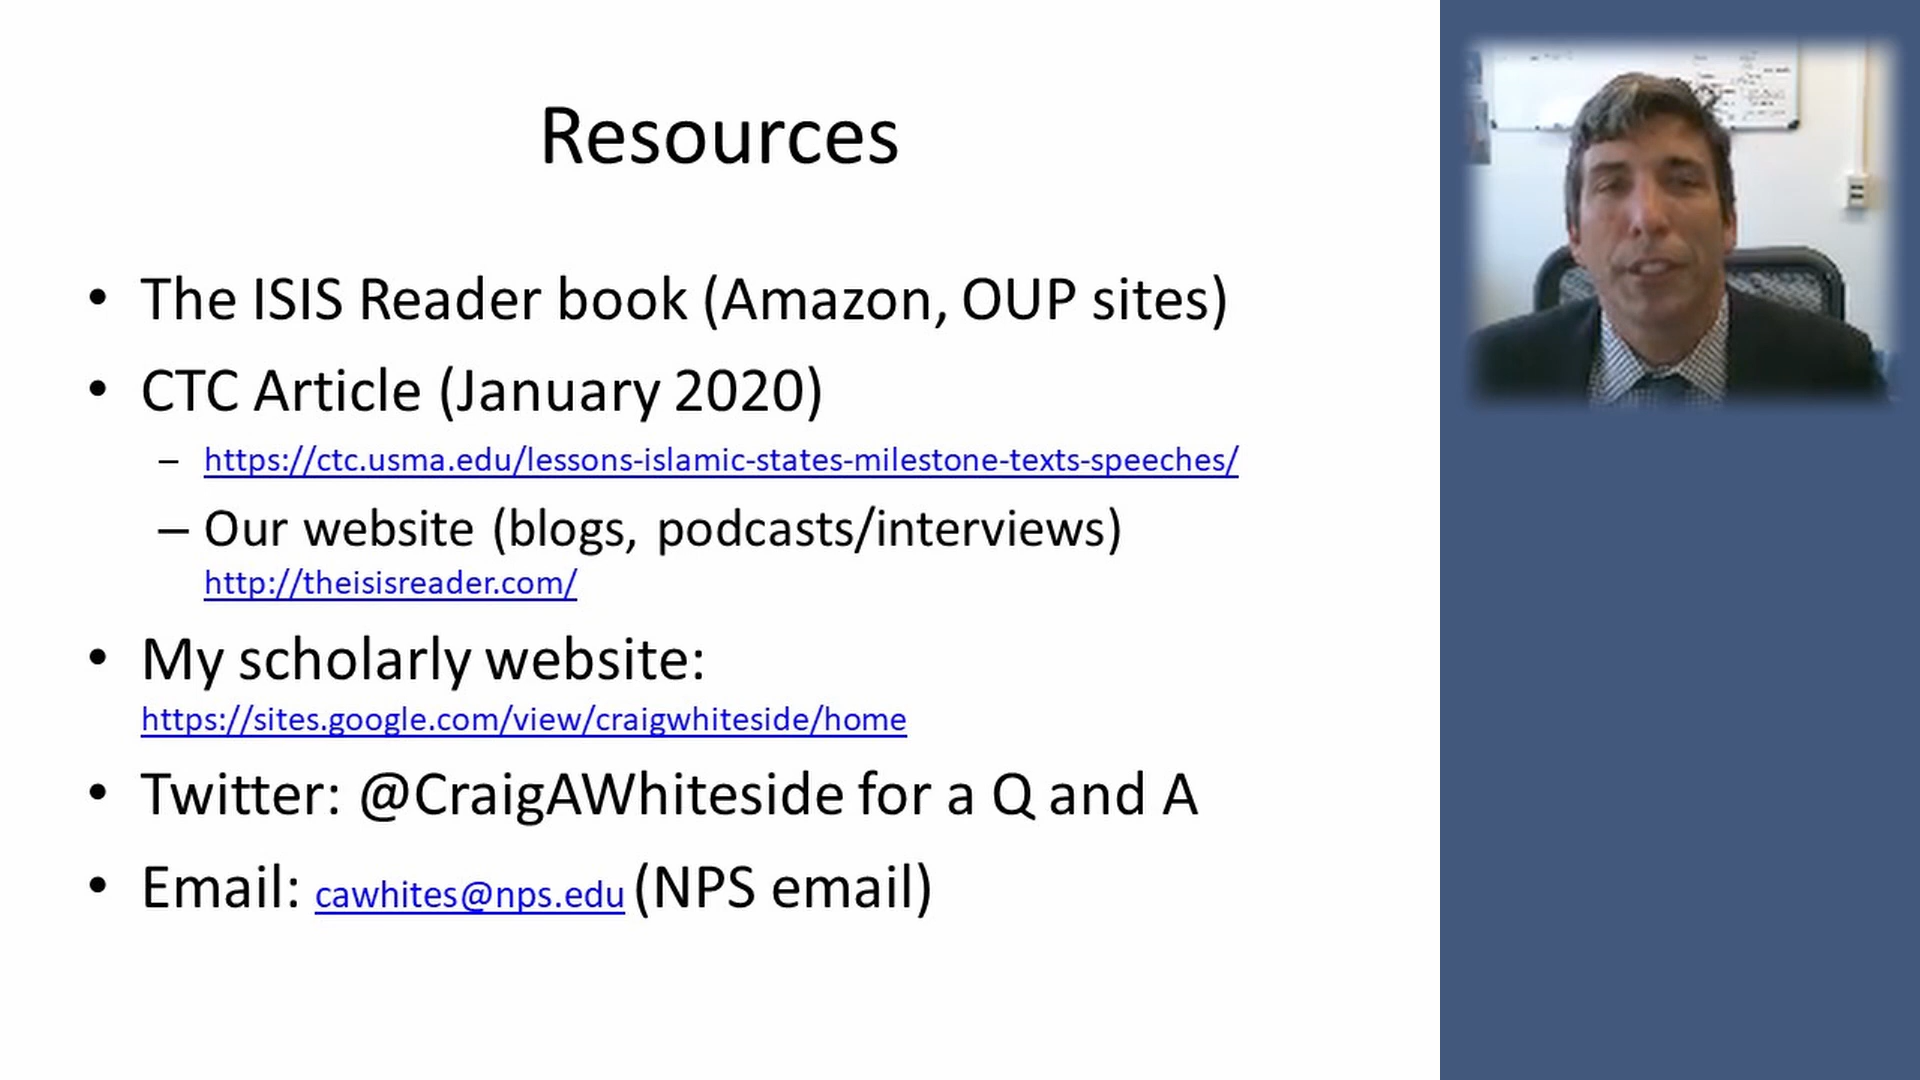 Resources
• The ISIS Reader book (Amazon, OUP sites)
• CTC Article (January 2020)
– https://ctc.usma.edu/lessons-islamic-states-milestone-texts-speeches/
– Our website (blogs, podcasts/interviews)
http://theisisreader.com/
• My scholarly website:
https://sites.google.com/view/craigwhiteside/home
• Twitter: @CraigAWhiteside for a Q and A
• Email: cawhites@nps.edu (NPS email)